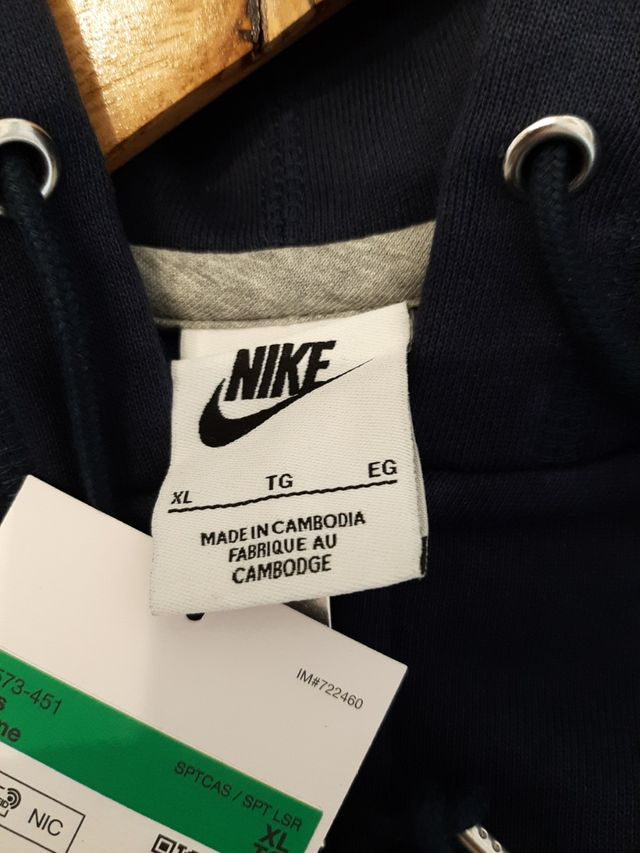 NIKE
XL TG EG
MADE IN CAMBODIA
FABRIQUE AU
CAMBODGE
IM#722460
573-451
SPTCAS / SPT LSR
XL
NIC